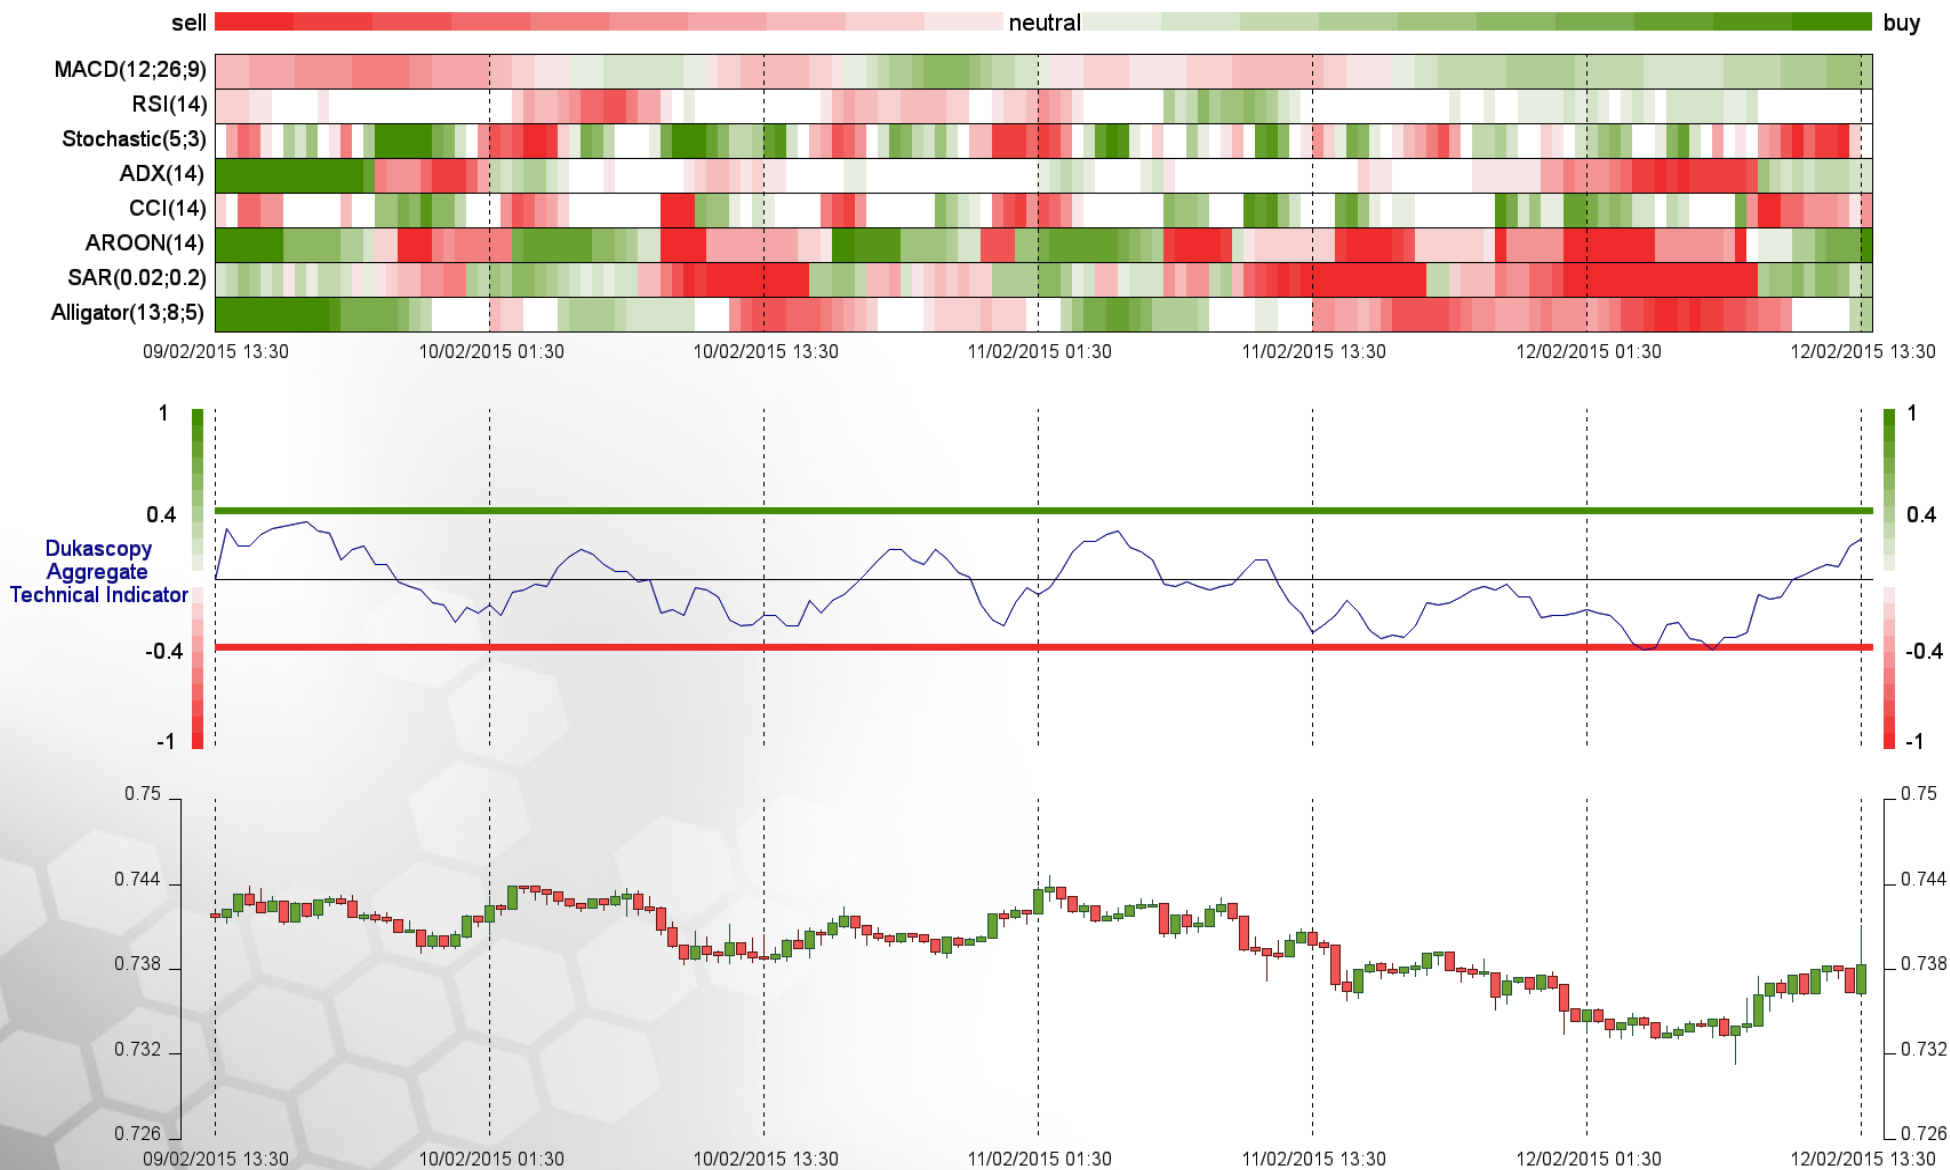 sell neutral buy
MACD(12;26;9)
RSI(14)
Stochastic(5;3)
ADX(14)
CCI(14)
AROON(14)
SAR(0.02;0.2)
Alligator(13;8;5)
09/02/2015 13:30 10/02/2015 01:30 10/02/2015 13:30 11/02/2015 01:30 11/02/2015 13:30 12/02/2015 01:30 12/02/2015 13:30
1 1
0.4 0.4
Dukascopy
Aggregate
Technical Indicator
-0.4 -0.4
-1 -1
0.75 0.75
0.744 0.744
0.738 0.738
0.732 0.732
0.726 0.726
09/02/2015 13:30 10/02/2015 01:30 10/02/2015 13:30 11/02/2015 01:30 11/02/2015 13:30 12/02/2015 01:30 12/02/2015 13:30